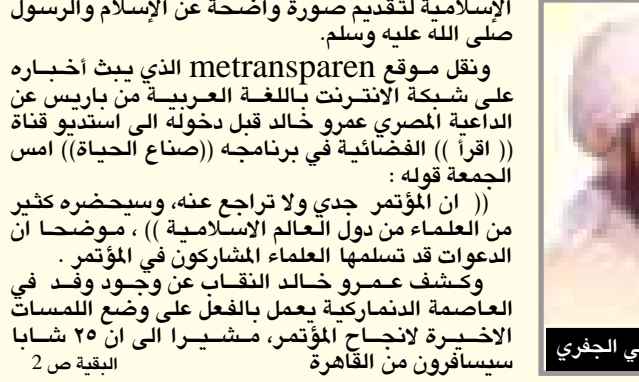 الإسلامية لتقديم صورة واضحة عن الإسلام والرسول
صلى الله عليه وسلم.
ونقل موقع metransparen الذي يبث أخباره
على شبكة الانترنت باللغة العربية من باريس عن
الداعية المصري عمرو خالد قبل دخوله الى استديو قناة
(( اقرأ )) الفضائية في برنامجه ((صناع الحياة)) امس
الجمعة قوله :
(( ان المؤتمر جدي ولا تراجع عنه، وسيحضره كثير
من العلماء من دول العالم الاسلامية )) ، موضحا ان
الدعوات قد تسلمها العلماء المشاركون في المؤتمر .
وكشف عمرو خالد النقاب عن وجود وفد في
العاصمة الدنماركية يعمل بالفعل على وضع اللمسات
الاخيرة لانجاح المؤتمر، مشيرا الى ان ٢٥ شابا
سيسافرون من القاهرة
البقية ص 2
ي الجفري